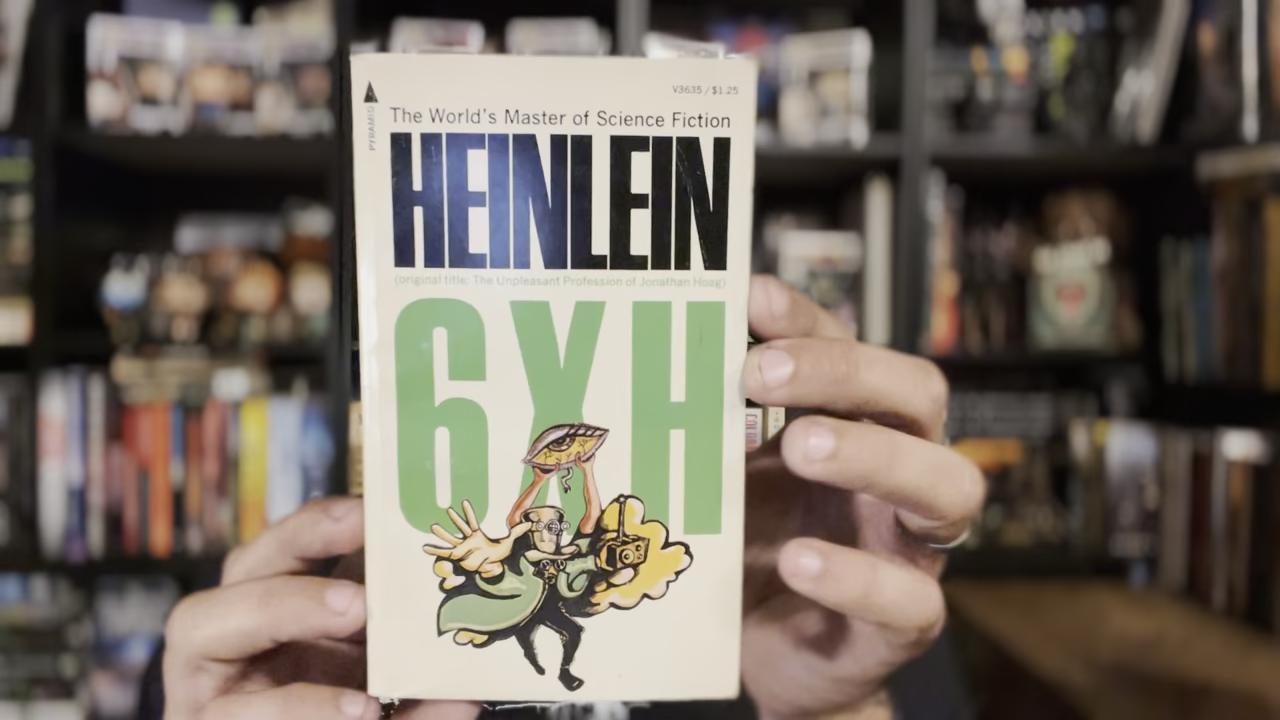 V3635 / $1.25
PYRAMID
The World's Master of Science Fiction
HEINLEIN
(original title: The Unpleasant Profession of Jonathan Hoag)
6XH